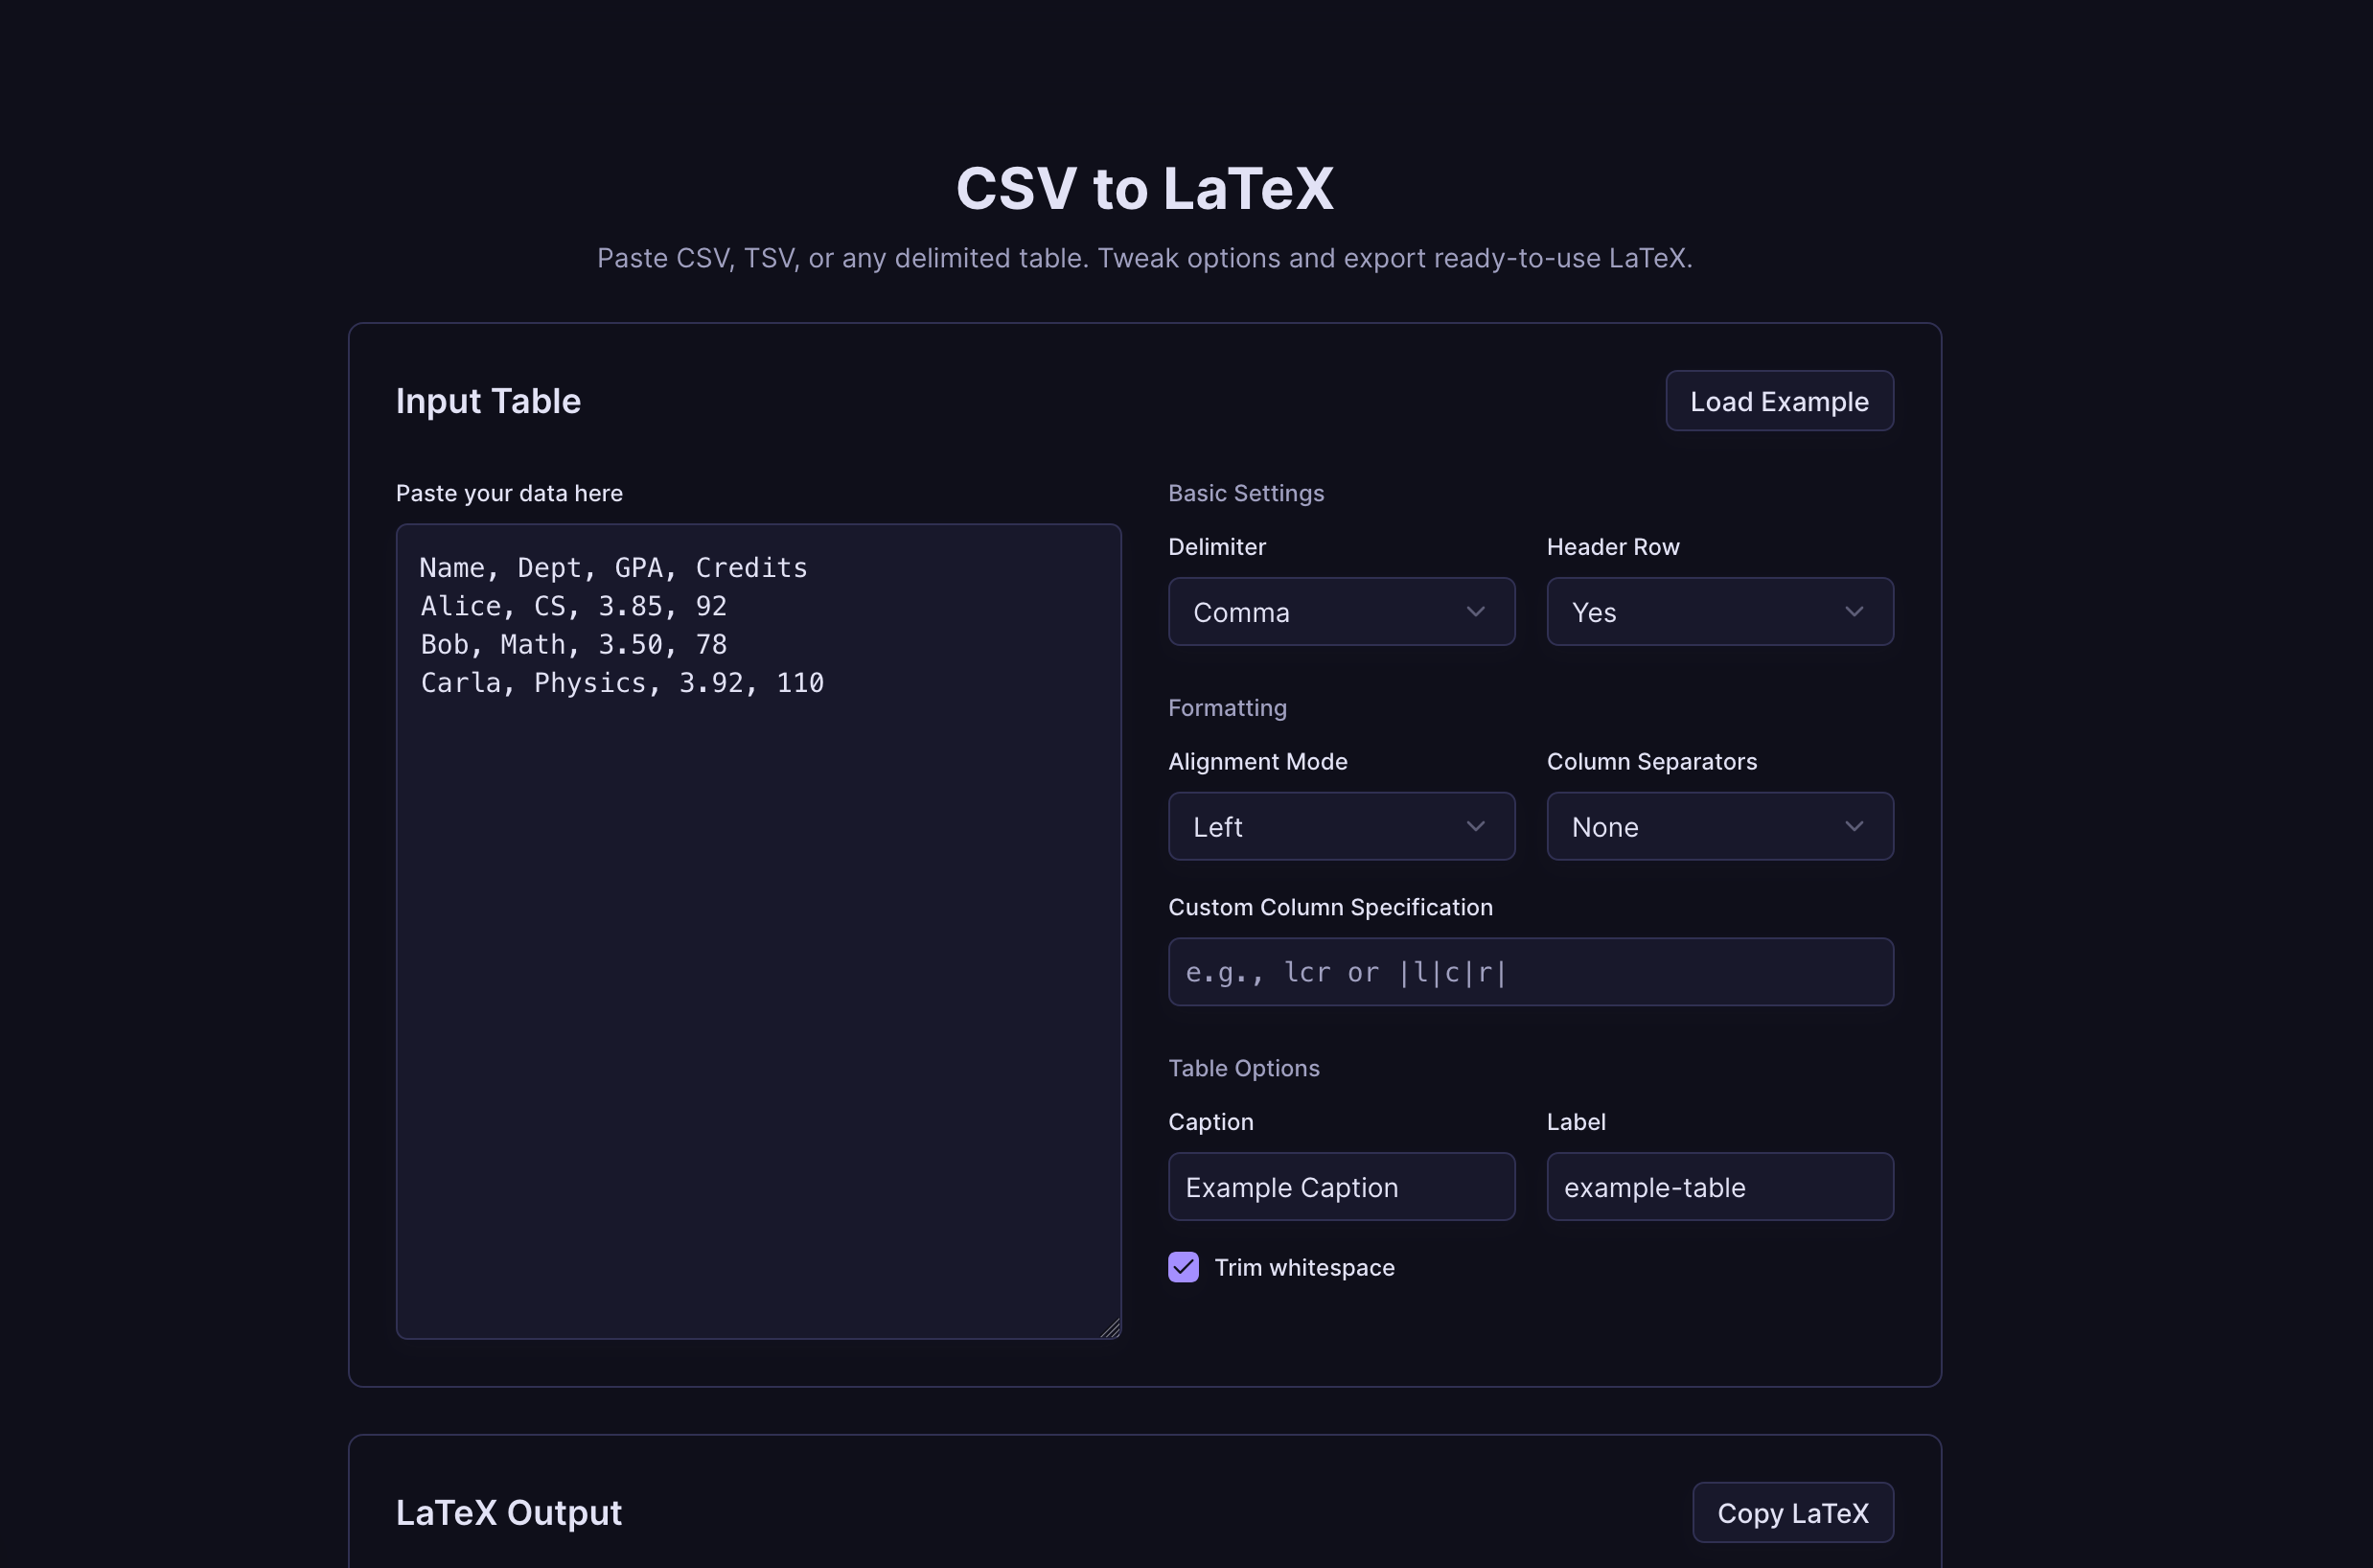 CSV to LaTeX
Paste CSV, TSV, or any delimited table. Tweak options and export ready-to-use LaTeX.
Input Table
Load Example
Paste your data here
Name, Dept, GPA, Credits
Alice, CS, 3.85, 92
Bob, Math, 3.50, 78
Carla, Physics, 3.92, 110
Basic Settings
Delimiter
Header Row
Comma
Yes
Formatting
Alignment Mode
Column Separators
Left
None
Custom Column Specification
e.g., lcr or |l|c|r|
Table Options
Caption
Label
Example Caption
example-table
Trim whitespace
LaTeX Output
Copy LaTeX